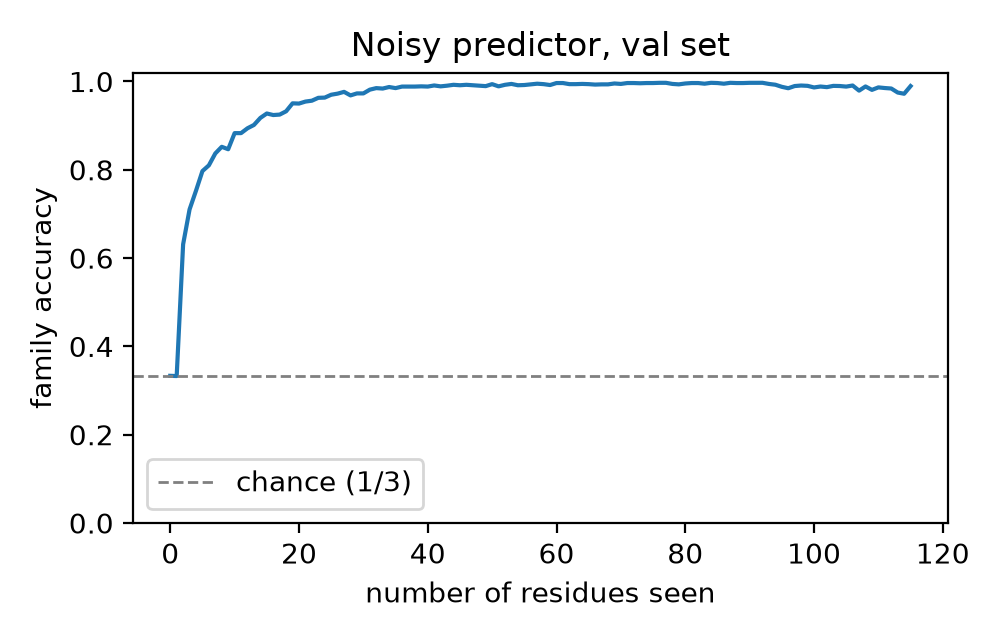 Noisy predictor, val set
family accuracy
1.0
0.8
0.6
0.4
0.2
0.0
chance (1/3)
0 20 40 60 80 100 120
number of residues seen